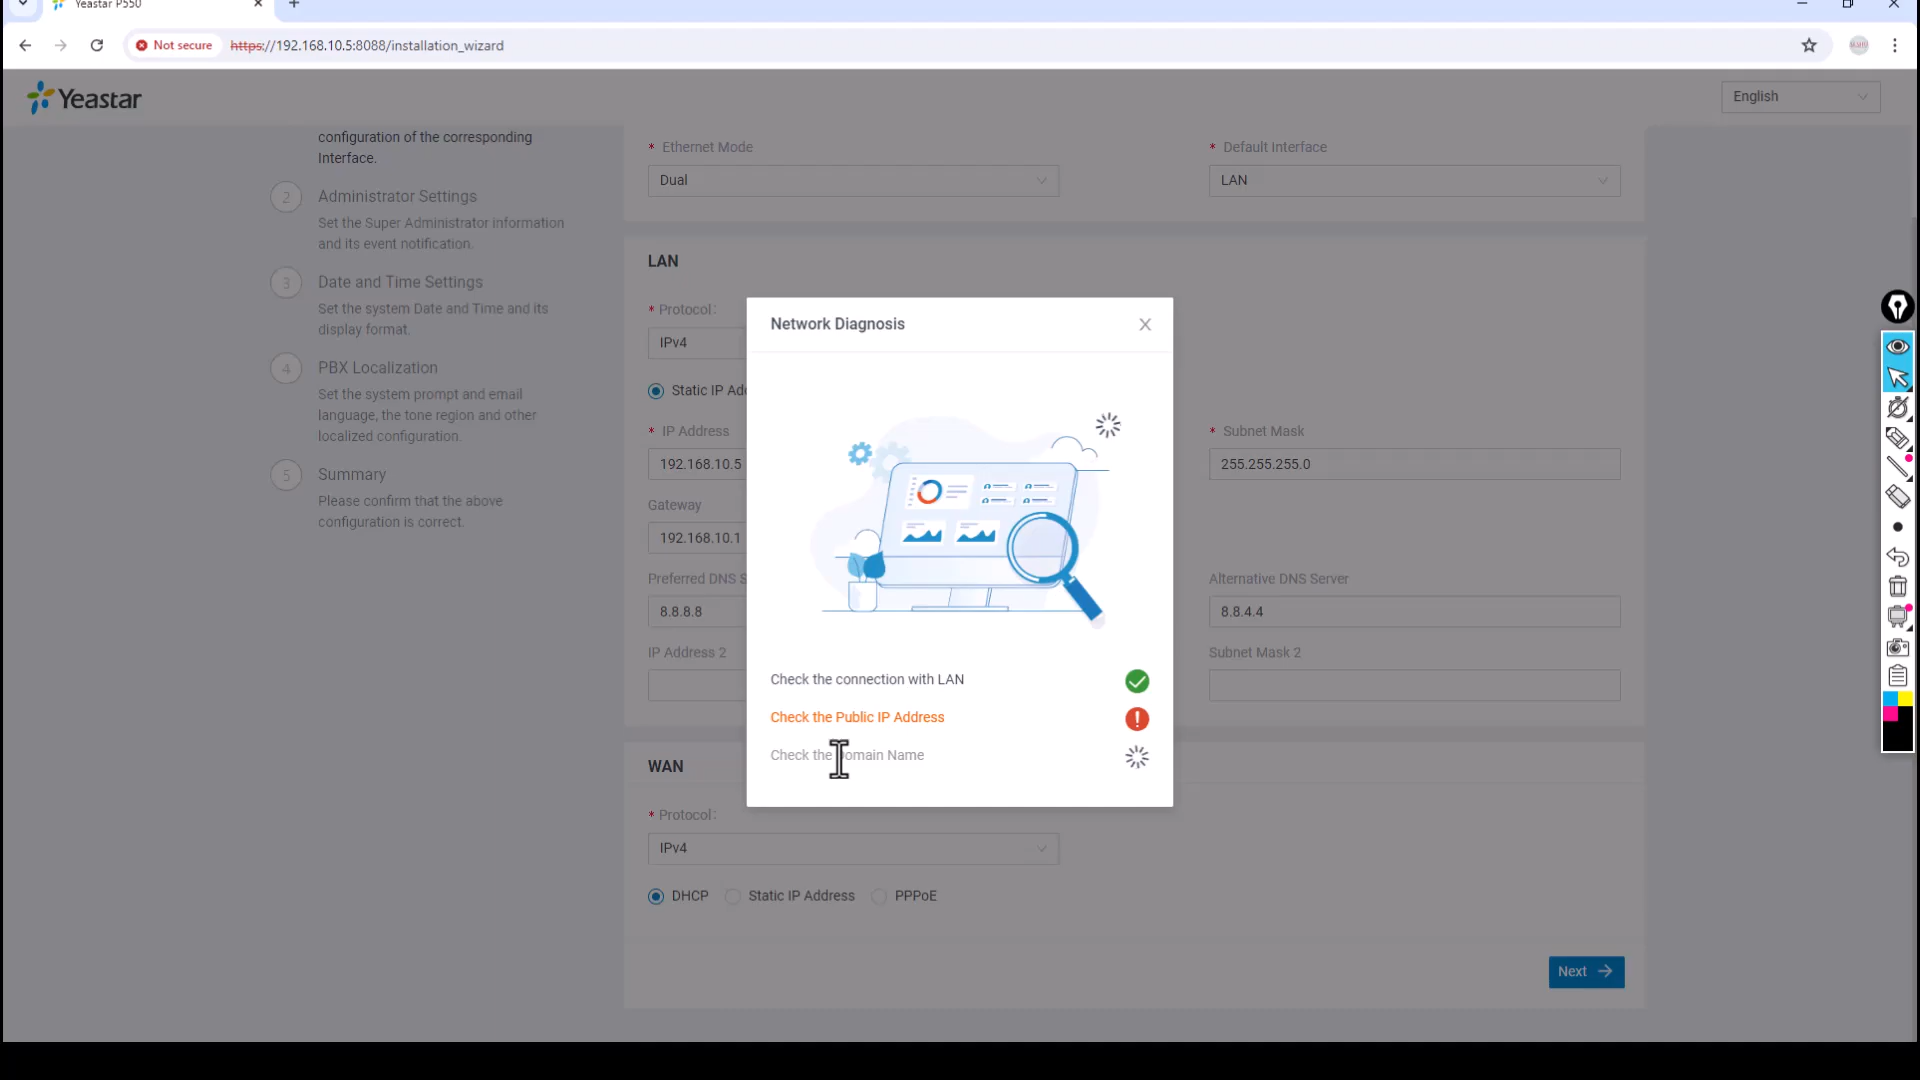 Yeastar P550
Not secure
https://192.168.10.5:8088/installation_wizard
Yeastar
English
configuration of the corresponding
Interface.
2
Administrator Settings
Set the Super Administrator information
and its event notification.
3
Date and Time Settings
Set the system Date and Time and its
display format.
4
PBX Localization
Set the system prompt and email
language, the tone region and other
localized configuration.
5
Summary
Please confirm that the above
configuration is correct.
* Ethernet Mode
Dual
* Default Interface
LAN
LAN
* Protocol:
IPv4
Static IP Add
* IP Address
192.168.10.5
* Subnet Mask
255.255.255.0
Gateway
192.168.10.1
Preferred DNS S
8.8.8.8
Alternative DNS Server
8.8.4.4
IP Address 2
Subnet Mask 2
Network Diagnosis
Check the connection with LAN
Check the Public IP Address
Check the Domain Name
WAN
* Protocol:
IPv4
DHCP
Static IP Address
PPPoE
Next